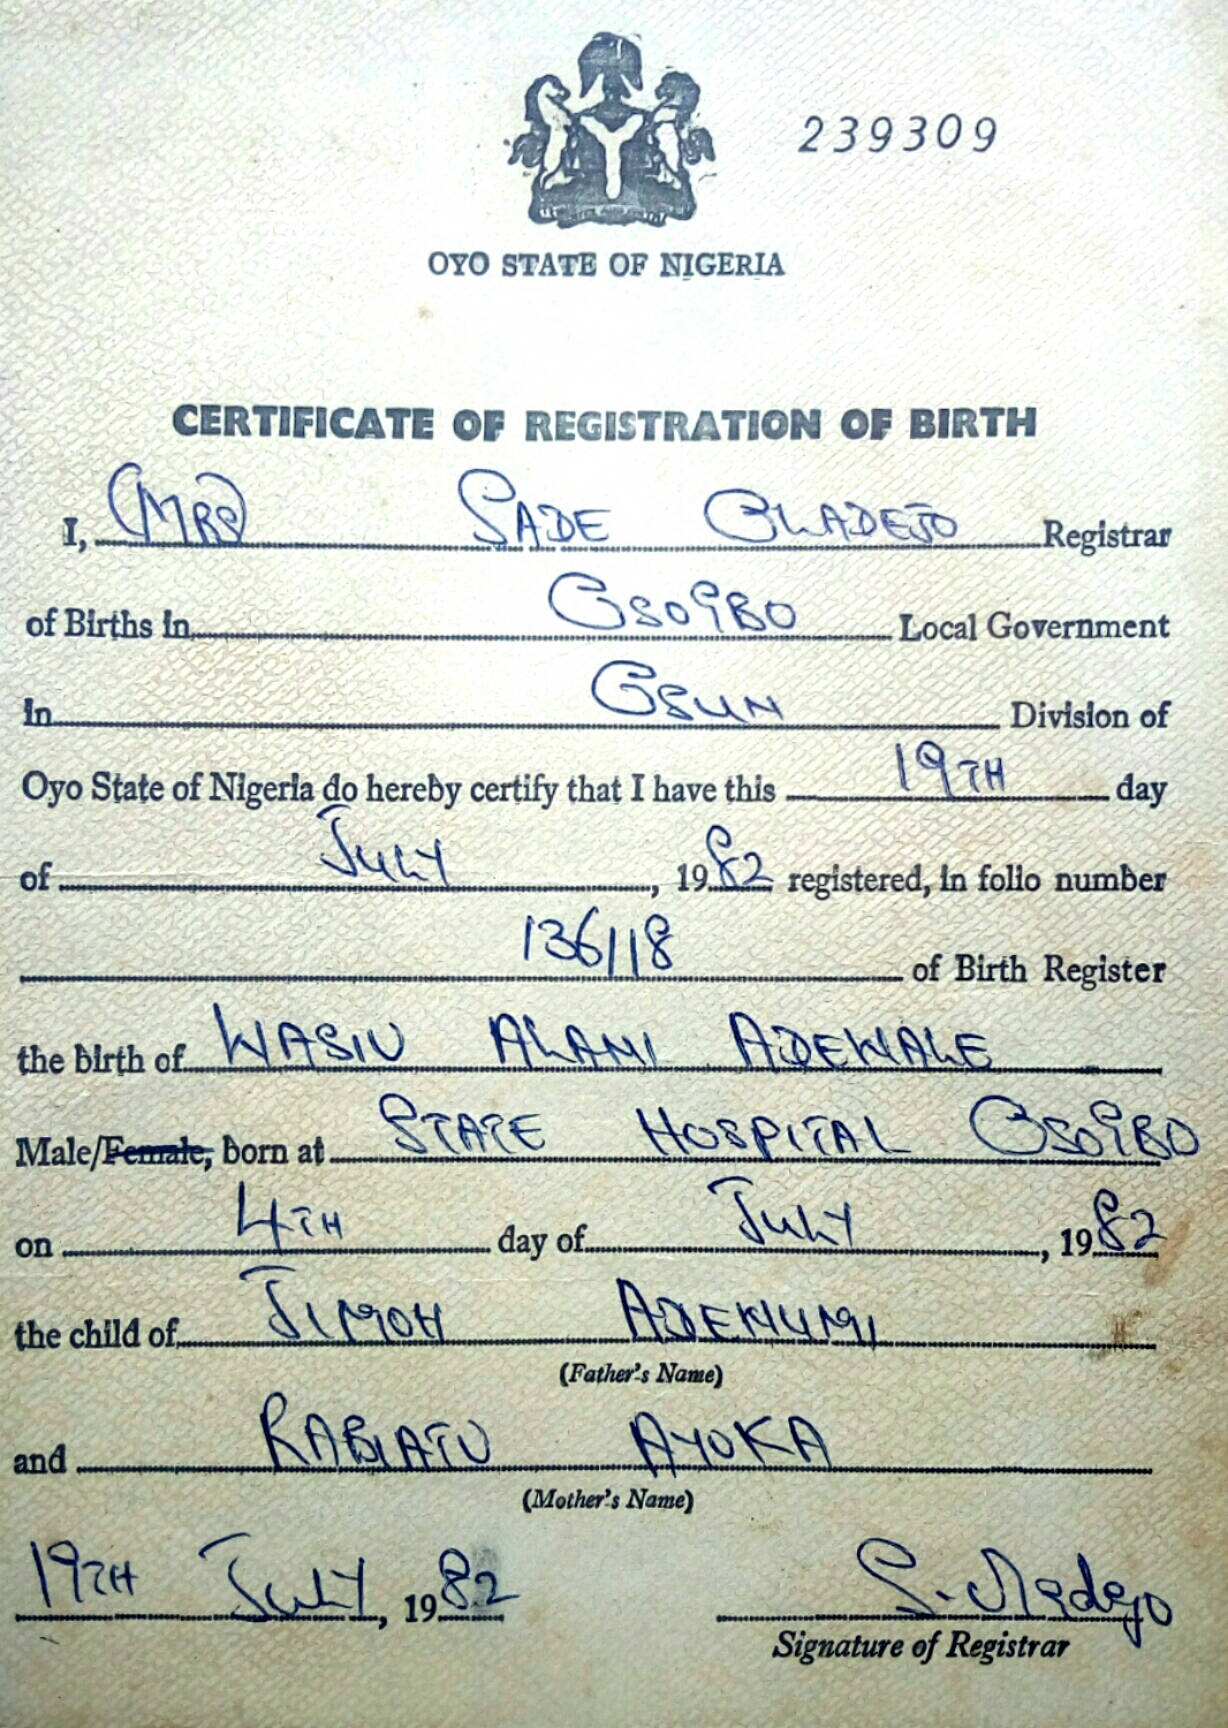 239309
OYO STATE OF NIGERIA
CERTIFICATE OF REGISTRATION OF BIRTH
I, (MRS) SADE OLADEJO Registrar
of Births in OSOGBO Local Government
in OSUN Division of
Oyo State of Nigeria do hereby certify that I have this 19TH day
of JULY, 1982 registered, in folio number
136/18 of Birth Register
the birth of WASIU ALANI ADEWALE
Male/Female, born at STATE HOSPITAL OSOGBO
on 4TH day of JULY, 1982
the child of JIMOH ADEKUMI
(Father's Name)
and RABIATU AYOKA
(Mother's Name)
19TH JULY, 1982 S. Oladejo
Signature of Registrar